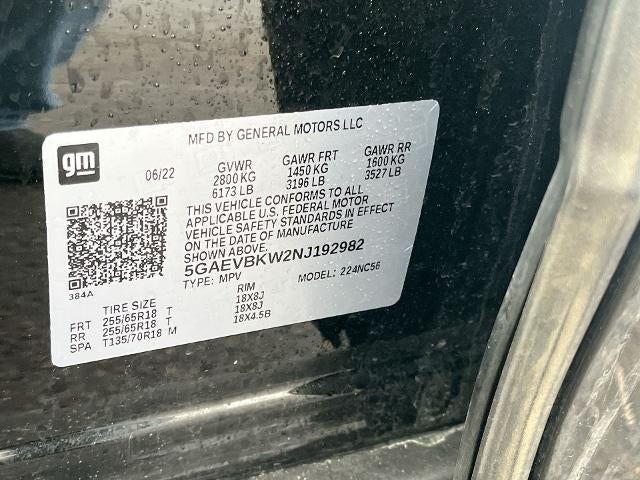 MFD BY GENERAL MOTORS LLC
gm
06/22 GVWR GAWR FRT GAWR RR
2800 KG 1450 KG 1600 KG
6173 LB 3196 LB 3527 LB
THIS VEHICLE CONFORMS TO ALL
APPLICABLE U.S. FEDERAL MOTOR
VEHICLE SAFETY STANDARDS IN EFFECT
ON THE DATE OF MANUFACTURE
SHOWN ABOVE.
5GAEVBKW2NJ192982
TYPE: MPV MODEL: 224NC56
384A
TIRE SIZE RIM
FRT 255/65R18 T 18X8J
RR 255/65R18 T 18X8J
SPA T135/70R18 M 18X4.5B